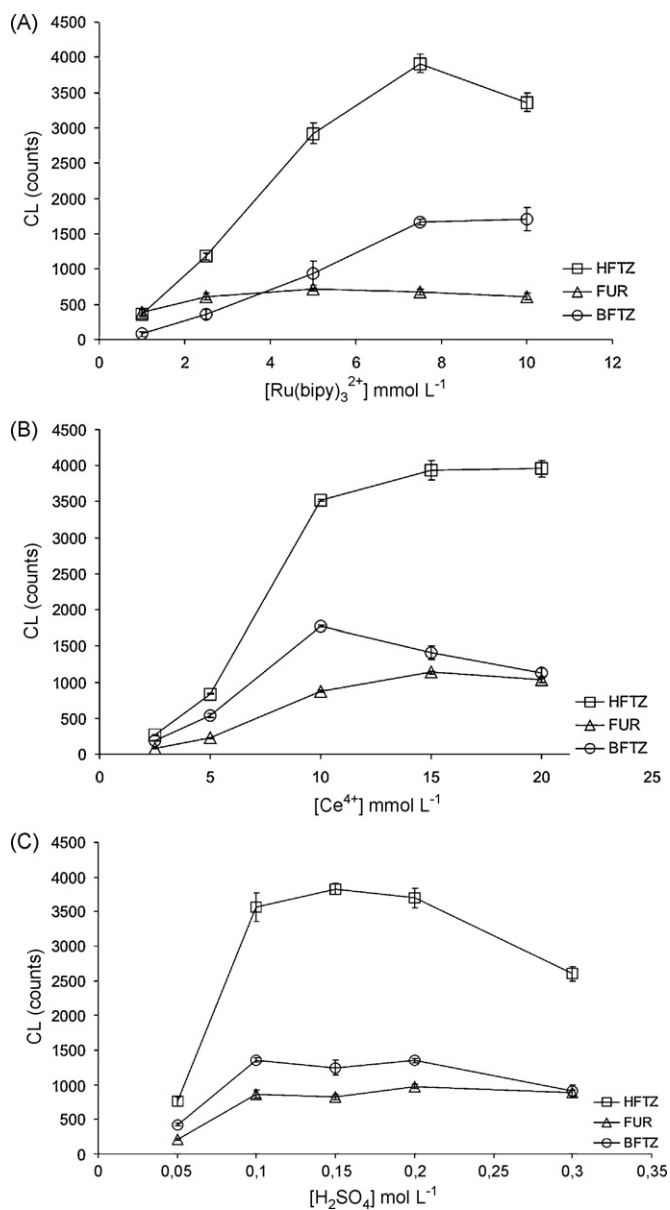 (A)
4500
4000
3500
3000
2500
2000
1500
1000
500
0
CL (counts)
HFTZ
FUR
BFTZ
0 2 4 6 8 10 12
[Ru(bipy)₃²⁺] mmol L⁻¹
(B)
4500
4000
3500
3000
2500
2000
1500
1000
500
0
CL (counts)
HFTZ
FUR
BFTZ
0 5 10 15 20 25
[Ce⁴⁺] mmol L⁻¹
(C)
4500
4000
3500
3000
2500
2000
1500
1000
500
0
CL (counts)
HFTZ
FUR
BFTZ
0 0,05 0,1 0,15 0,2 0,25 0,3 0,35
[H₂SO₄] mol L⁻¹